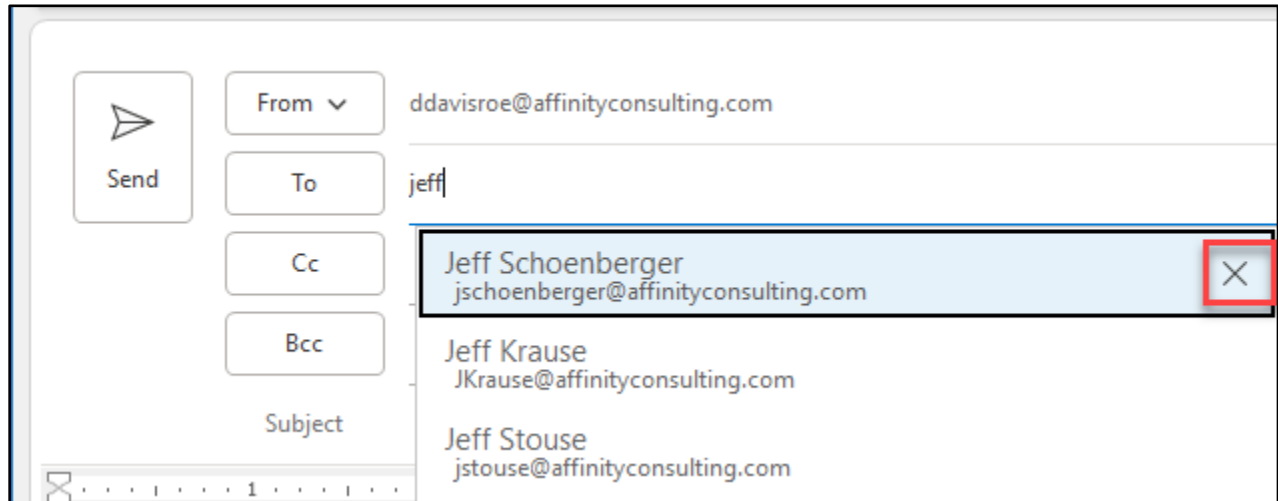 From ddavisroe@affinityconsulting.com
Send
To jeff
Cc
Jeff Schoenberger
jschoenberger@affinityconsulting.com
Bcc
Jeff Krause
JKrause@affinityconsulting.com
Subject
Jeff Stouse
jstouse@affinityconsulting.com
1